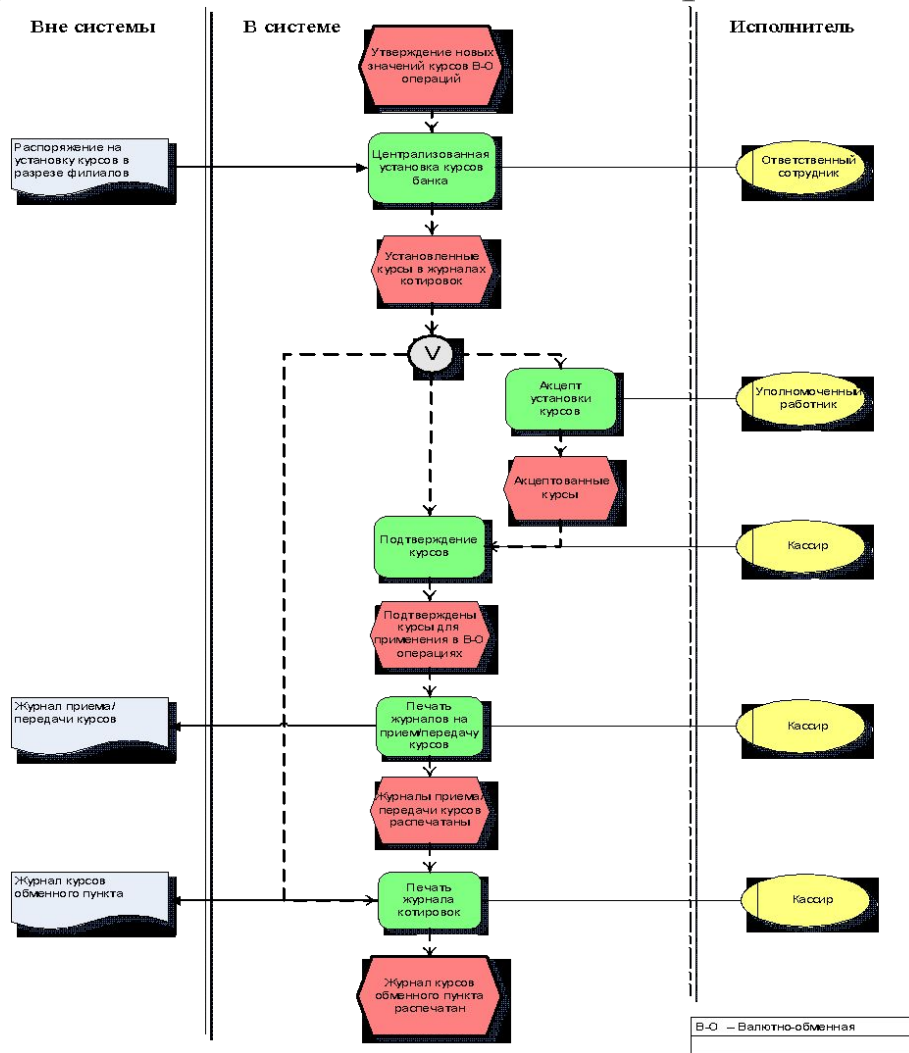 Вне системы
В системе
Исполнитель
Утверждение новых
значений курсов В-О
операций
Распоряжение на
установку курсов в
разрезе филиалов
Централизованная
установка курсов
банка
Ответственный
сотрудник
Установленные
курсы в журналах
котировок
V
Акцепт
установки
курсов
Уполномоченный
работник
Акцептованные
курсы
Подтверждение
курсов
Кассир
Подтверждены
курсы для
применения в В-О
операциях
Журнал приема/
передачи курсов
Печать
журналов на
прием/передачу
курсов
Кассир
Журналы приема/
передачи курсов
распечатаны
Журнал курсов
обменного пункта
Печать
журнала
котировок
Кассир
Журнал курсов
обменного пункта
распечатан
В-О – Валютно-обменная